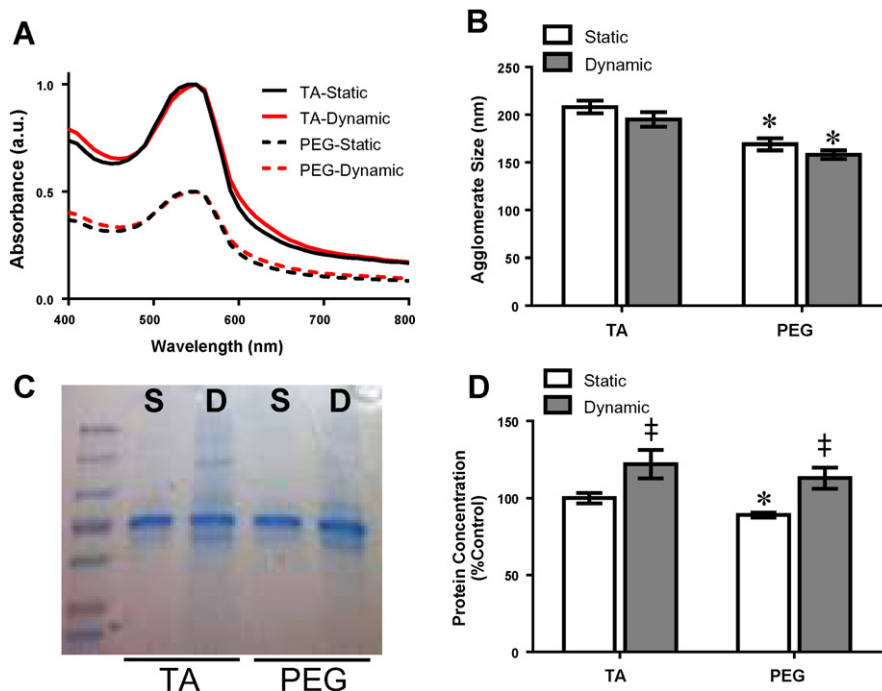 A
Absorbance (a.u.)
1.0
0.5
0.0
400 500 600 700 800
Wavelength (nm)
TA-Static
TA-Dynamic
PEG-Static
PEG-Dynamic
B
Static
Dynamic
Agglomerate Size (nm)
250
200
150
100
50
0
* *
TA PEG
C
S D S D
TA PEG
D
Static
Dynamic
Protein Concentration
(%Control)
150
100
50
0
‡ * ‡
TA PEG